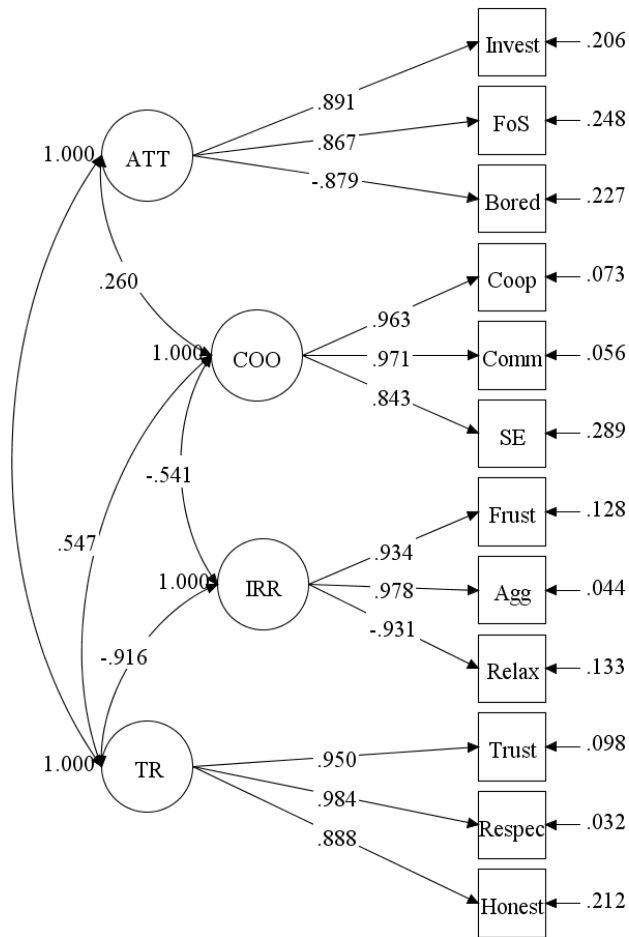 Invest
.206
.891
FoS
.248
1.000
ATT
.867
-.879
Bored
.227
.260
Coop
.073
.963
1.000
COO
.971
Comm
.056
.843
SE
.289
-.541
Frust
.128
.547
.934
1.000
IRR
.978
Agg
.044
-.931
-.916
Relax
.133
1.000
TR
.950
Trust
.098
.984
Respec
.032
.888
Honest
.212